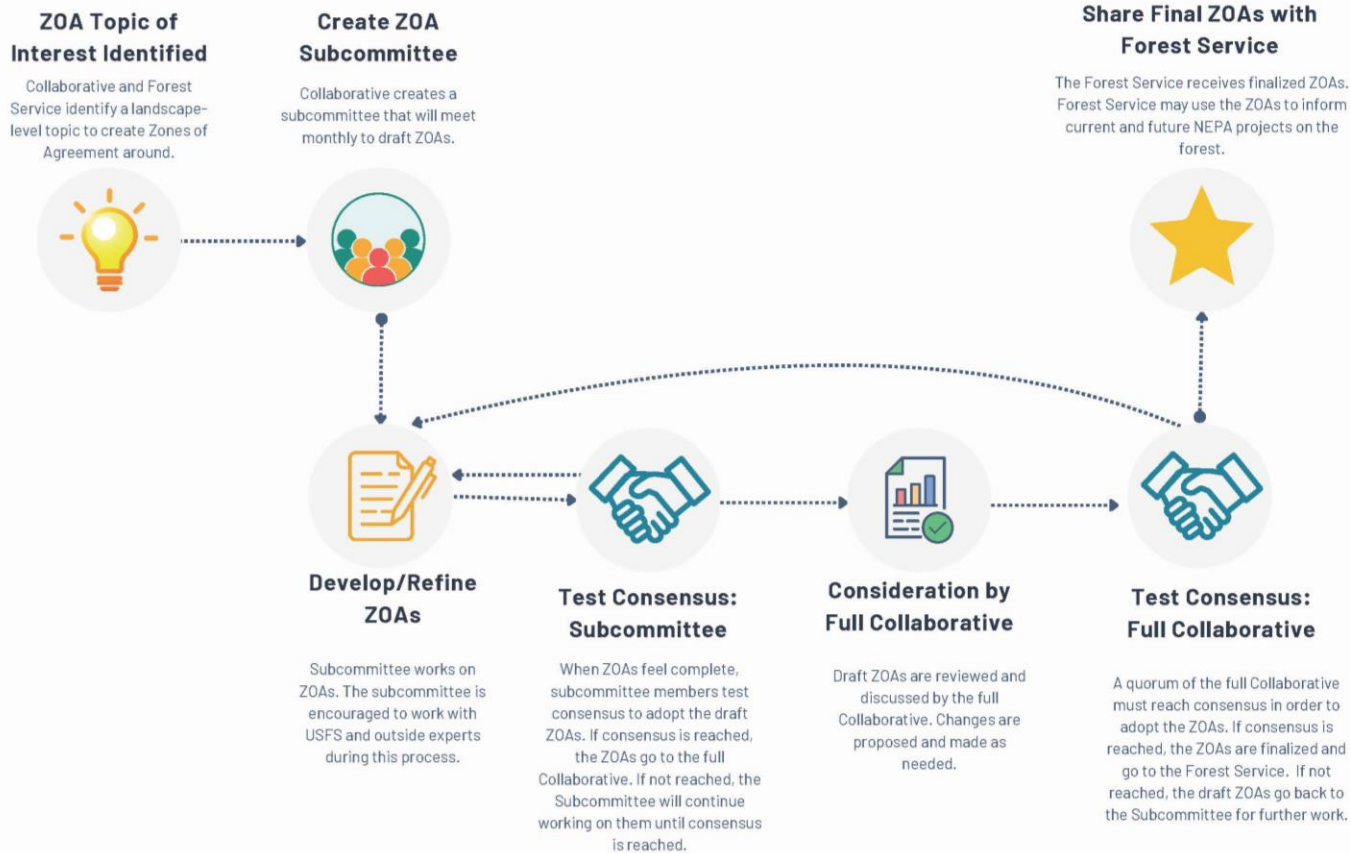 ZOA Topic of
Interest Identified
Collaborative and Forest
Service identify a landscape-
level topic to create Zones of
Agreement around.
Create ZOA
Subcommittee
Collaborative creates a
subcommittee that will meet
monthly to draft ZOAs.
Share Final ZOAs with
Forest Service
The Forest Service receives finalized ZOAs.
Forest Service may use the ZOAs to inform
current and future NEPA projects on the
forest.
Develop/Refine
ZOAs
Subcommittee works on
ZOAs. The subcommittee is
encouraged to work with
USFS and outside experts
during this process.
Test Consensus:
Subcommittee
When ZOAs feel complete,
subcommittee members test
consensus to adopt the draft
ZOAs. If consensus is reached,
the ZOAs go to the full
Collaborative. If not reached, the
Subcommittee will continue
working on them until consensus
is reached.
Consideration by
Full Collaborative
Draft ZOAs are reviewed and
discussed by the full
Collaborative. Changes are
proposed and made as
needed.
Test Consensus:
Full Collaborative
A quorum of the full Collaborative
must reach consensus in order to
adopt the ZOAs. If consensus is
reached, the ZOAs are finalized and
go to the Forest Service. If not
reached, the draft ZOAs go back to
the Subcommittee for further work.